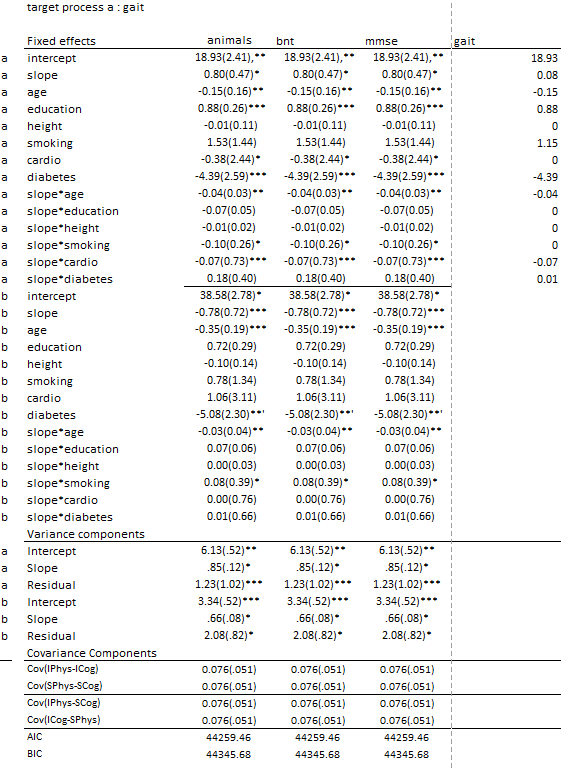 target process a : gait
Fixed effects animals bnt mmse gait
a intercept 18.93(2.41),** 18.93(2.41),** 18.93(2.41),** 18.93
a slope 0.80(0.47)* 0.80(0.47)* 0.80(0.47)* 0.08
a age -0.15(0.16)** -0.15(0.16)** -0.15(0.16)** -0.15
a education 0.88(0.26)*** 0.88(0.26)*** 0.88(0.26)*** 0.88
a height -0.01(0.11) -0.01(0.11) -0.01(0.11) 0
a smoking 1.53(1.44) 1.53(1.44) 1.53(1.44) 1.15
a cardio -0.38(2.44)* -0.38(2.44)* -0.38(2.44)* 0
a diabetes -4.39(2.59)*** -4.39(2.59)*** -4.39(2.59)*** -4.39
a slope*age -0.04(0.03)** -0.04(0.03)** -0.04(0.03)** -0.04
a slope*education -0.07(0.05) -0.07(0.05) -0.07(0.05) 0
a slope*height -0.01(0.02) -0.01(0.02) -0.01(0.02) 0
a slope*smoking -0.10(0.26)* -0.10(0.26)* -0.10(0.26)* 0
a slope*cardio -0.07(0.73)*** -0.07(0.73)*** -0.07(0.73)*** -0.07
a slope*diabetes 0.18(0.40) 0.18(0.40) 0.18(0.40) 0.01
b intercept 38.58(2.78)* 38.58(2.78)* 38.58(2.78)*
b slope -0.78(0.72)*** -0.78(0.72)*** -0.78(0.72)***
b age -0.35(0.19)*** -0.35(0.19)*** -0.35(0.19)***
b education 0.72(0.29) 0.72(0.29) 0.72(0.29)
b height -0.10(0.14) -0.10(0.14) -0.10(0.14)
b smoking 0.78(1.34) 0.78(1.34) 0.78(1.34)
b cardio 1.06(3.11) 1.06(3.11) 1.06(3.11)
b diabetes -5.08(2.30)**' -5.08(2.30)**' -5.08(2.30)**'
b slope*age -0.03(0.04)** -0.03(0.04)** -0.03(0.04)**
b slope*education 0.07(0.06) 0.07(0.06) 0.07(0.06)
b slope*height 0.00(0.03) 0.00(0.03) 0.00(0.03)
b slope*smoking 0.08(0.39)* 0.08(0.39)* 0.08(0.39)*
b slope*cardio 0.00(0.76) 0.00(0.76) 0.00(0.76)
b slope*diabetes 0.01(0.66) 0.01(0.66) 0.01(0.66)
Variance components
a Intercept 6.13(.52)** 6.13(.52)** 6.13(.52)**
a Slope .85(.12)* .85(.12)* .85(.12)*
a Residual 1.23(1.02)*** 1.23(1.02)*** 1.23(1.02)***
b Intercept 3.34(.52)*** 3.34(.52)*** 3.34(.52)***
b Slope .66(.08)* .66(.08)* .66(.08)*
b Residual 2.08(.82)* 2.08(.82)* 2.08(.82)*
Covariance Components
Cov(IPhys-ICog) 0.076(.051) 0.076(.051) 0.076(.051)
Cov(SPhys-SCog) 0.076(.051) 0.076(.051) 0.076(.051)
Cov(IPhys-SCog) 0.076(.051) 0.076(.051) 0.076(.051)
Cov(ICog-SPhys) 0.076(.051) 0.076(.051) 0.076(.051)
AIC 44259.46 44259.46 44259.46
BIC 44345.68 44345.68 44345.68